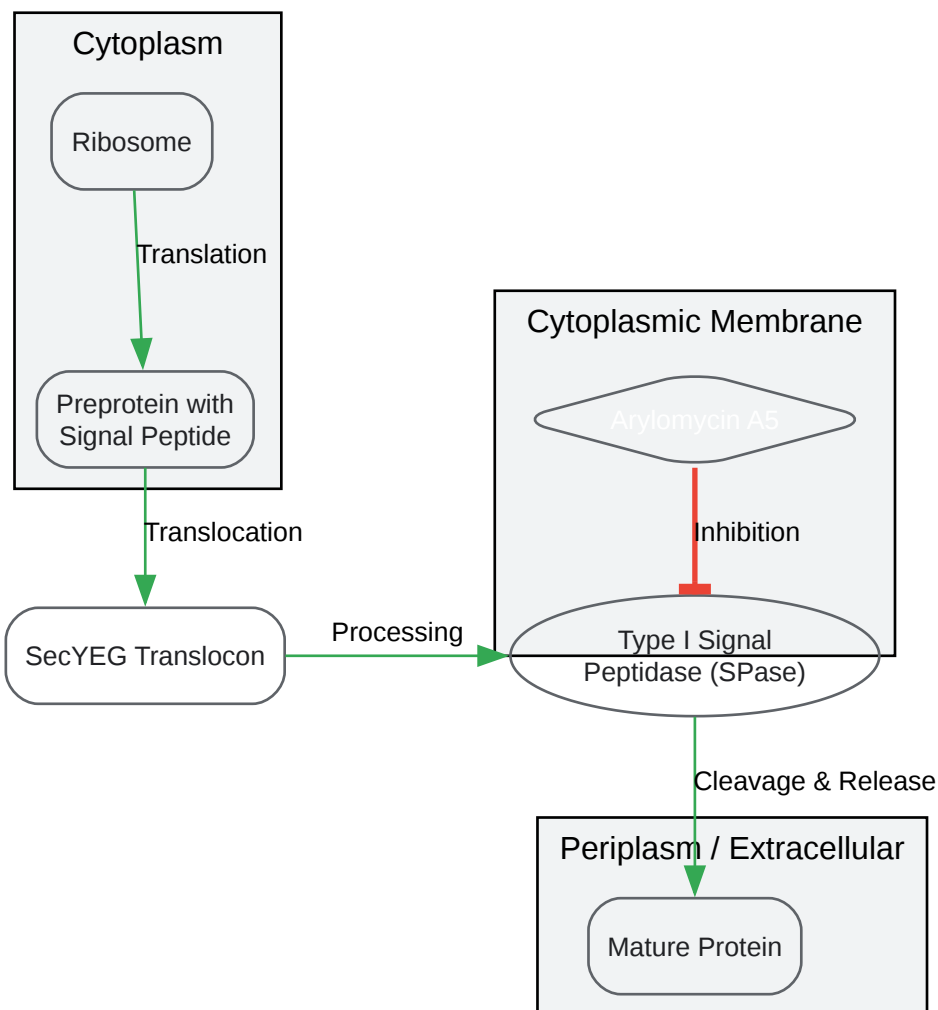 Cytoplasm
Ribosome
Translation
Preprotein with
Signal Peptide
Translocation
SecYEG Translocon
Processing
Cytoplasmic Membrane
Arylomycin A5
Inhibition
Type I Signal
Peptidase (SPase)
Cleavage & Release
Periplasm / Extracellular
Mature Protein